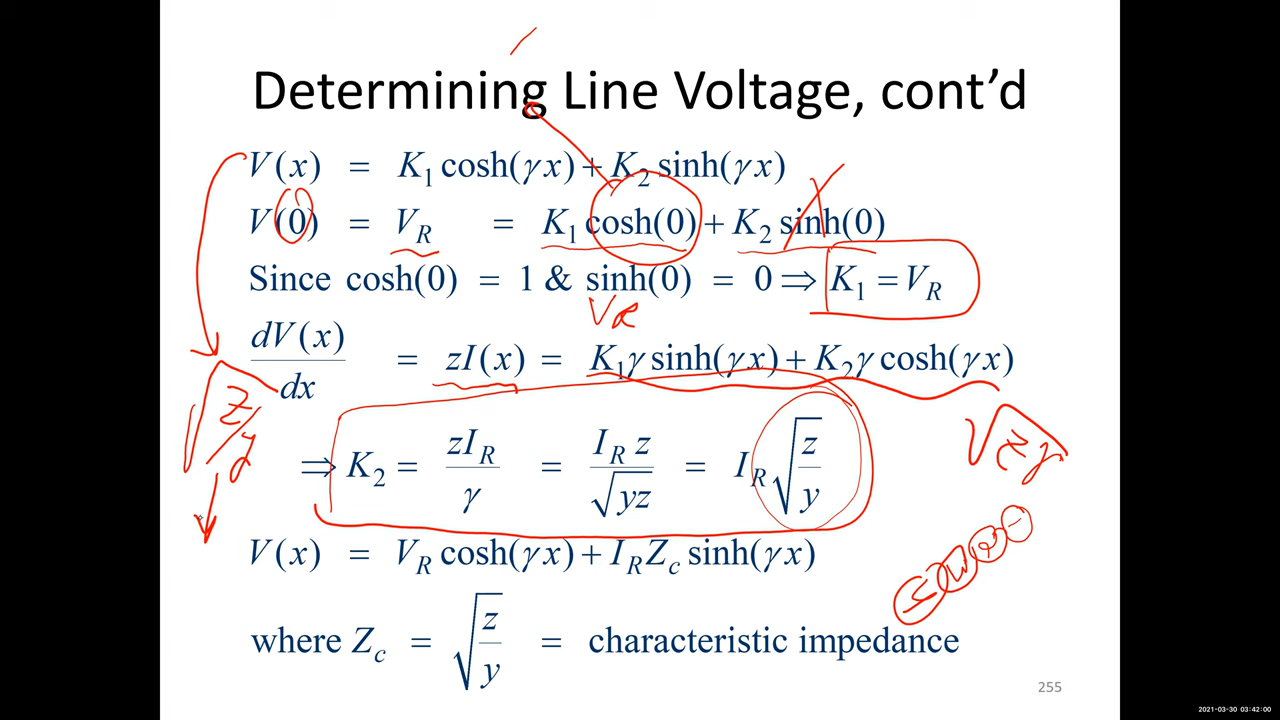 Determining Line Voltage, cont’d
V(x) = K₁ cosh(γx) + K₂ sinh(γx)
V(0) = V_R = K₁ cosh(0) + K₂ sinh(0)
Since cosh(0) = 1 & sinh(0) = 0 ⇒ K₁ = V_R
V_R
dV(x)/dx = zI(x) = K₁γ sinh(γx) + K₂γ cosh(γx)
√(z/y)
√zy
⇒ K₂ = zI_R/γ = I_R z/√(yz) = I_R √(z/y)
V(x) = V_R cosh(γx) + I_R Z_c sinh(γx)
where Z_c = √(z/y) = characteristic impedance
255
2021-03-30 03:42:00